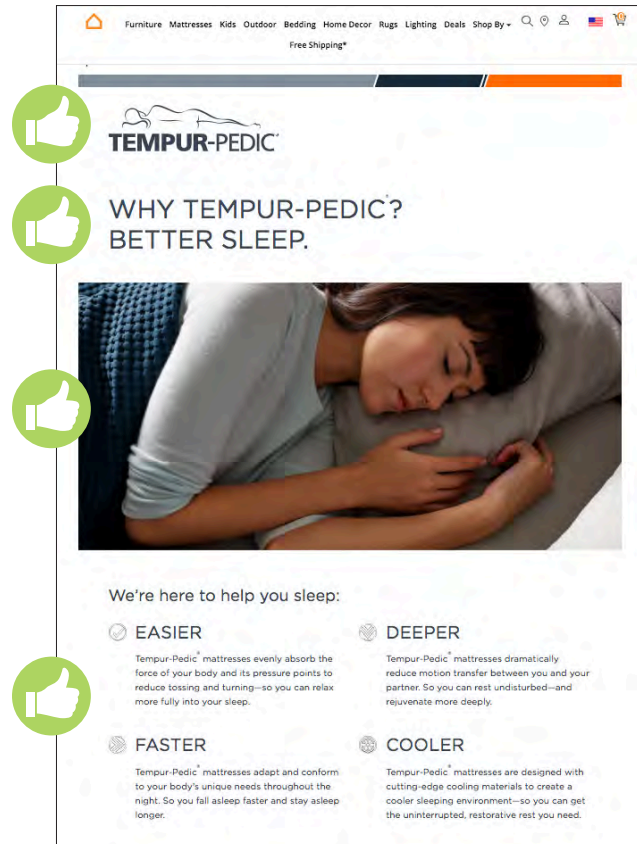 Furniture Mattresses Kids Outdoor Bedding Home Decor Rugs Lighting Deals Shop By
Free Shipping*
TEMPUR-PEDIC®
WHY TEMPUR-PEDIC®?
BETTER SLEEP.
We're here to help you sleep:
EASIER
Tempur-Pedic® mattresses evenly absorb the
force of your body and its pressure points to
reduce tossing and turning—so you can relax
more fully into your sleep.
DEEPER
Tempur-Pedic® mattresses dramatically
reduce motion transfer between you and your
partner. So you can rest undisturbed—and
rejuvenate more deeply.
FASTER
Tempur-Pedic® mattresses adapt and conform
to your body's unique needs throughout the
night. So you fall asleep faster and stay asleep
longer.
COOLER
Tempur-Pedic® mattresses are designed with
cutting-edge cooling materials to create a
cooler sleeping environment—so you can get
the uninterrupted, restorative rest you need.